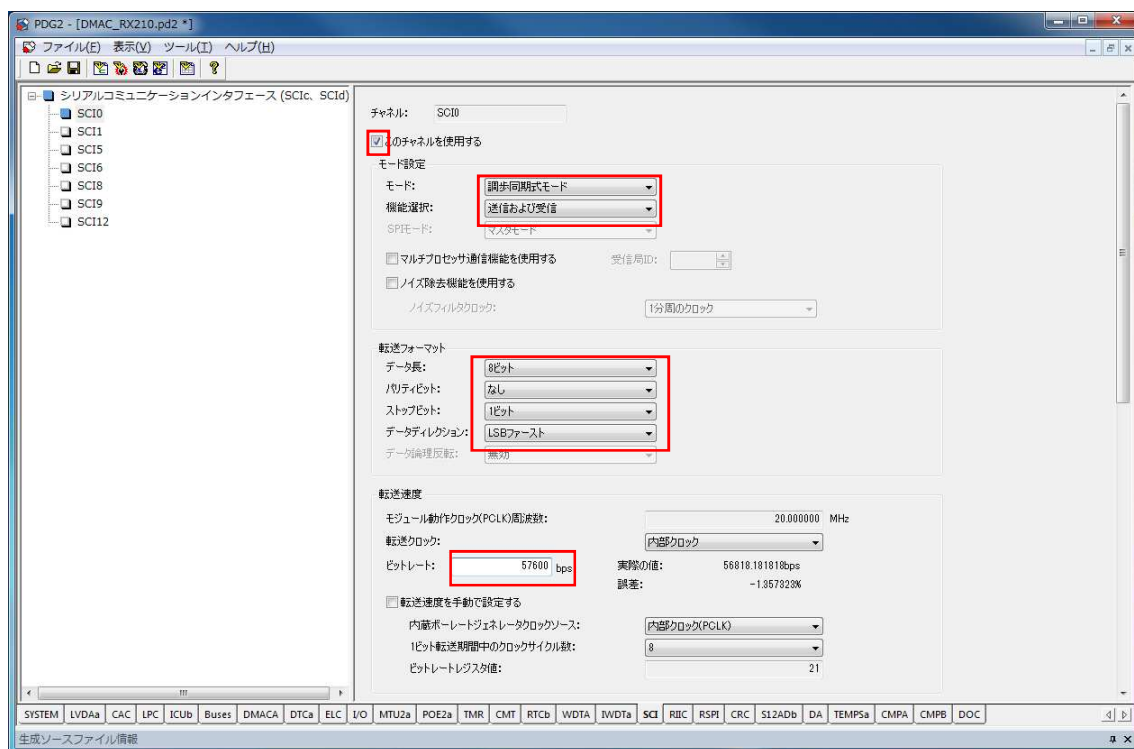 PDG2 - [DMAC_RX210.pd2 *]
ファイル(F) 表示(V) ツール(T) ヘルプ(H)
シリアルコミュニケーションインタフェース (SCIc、SCId)
SCI0
SCI1
SCI5
SCI6
SCI8
SCI9
SCI12
チャネル: SCI0
このチャネルを使用する
モード設定
モード: 調歩同期式モード
機能選択: 送信および受信
SPIモード: マスタモード
マルチプロセッサ通信機能を使用する 受信局ID:
ノイズ除去機能を使用する
ノイズフィルタクロック: 1分周のクロック
転送フォーマット
データ長: 8ビット
パリティビット: なし
ストップビット: 1ビット
データディレクション: LSBファースト
データ論理反転: 無効
転送速度
モジュール動作クロック(PCLK)周波数: 20.000000 MHz
転送クロック: 内部クロック
ビットレート: 57600 bps 実際の値: 56818.181818bps
誤差: -1.357323%
転送速度を手動で設定する
内蔵ボーレートジェネレータクロックソース: 内部クロック(PCLK)
1ビット転送期間中のクロックサイクル数: 8
ビットレートレジスタ値: 21
SYSTEM LVDAa CAC LPC ICUb Buses DMACA DTCa ELC I/O MTU2a POE2a TMR CMT RTCb WDTA IWDTa SCI RIIC RSPI CRC S12ADb DA TEMPSa CMPA CMPB DOC
生成ソースファイル情報